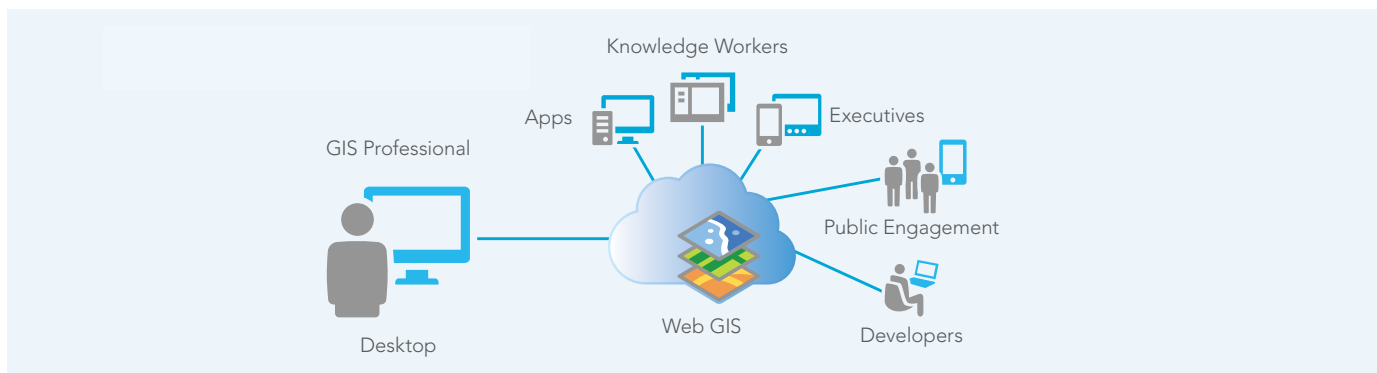 Knowledge Workers
Apps
Executives
GIS Professional
Public Engagement
Web GIS
Developers
Desktop